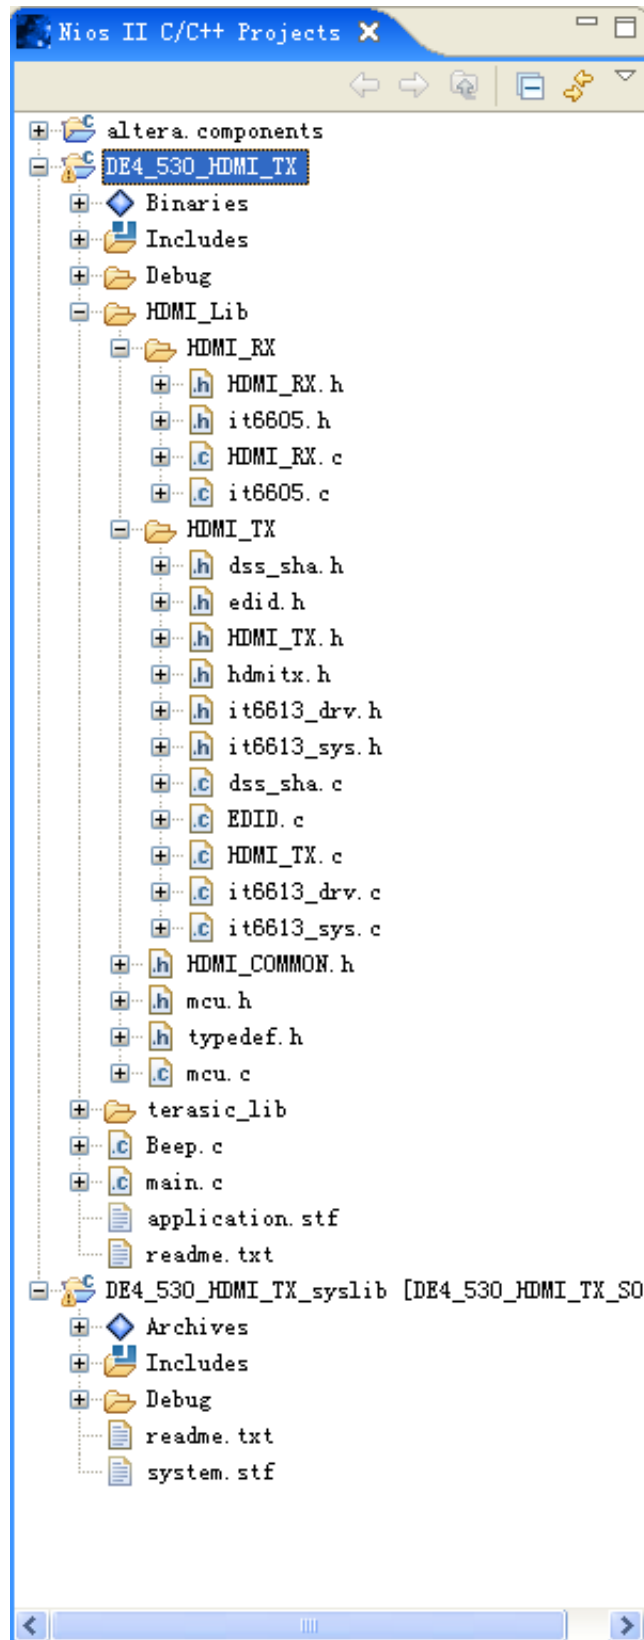 Nios II C/C++ Projects
altera.components
DE4_530_HDMI_TX
Binaries
Includes
Debug
HDMI_Lib
HDMI_RX
.h HDMI_RX.h
.h it6605.h
.c HDMI_RX.c
.c it6605.c
HDMI_TX
.h dss_sha.h
.h edid.h
.h HDMI_TX.h
.h hdmitx.h
.h it6613_drv.h
.h it6613_sys.h
.c dss_sha.c
.c EDID.c
.c HDMI_TX.c
.c it6613_drv.c
.c it6613_sys.c
.h HDMI_COMMON.h
.h mcu.h
.h typedef.h
.c mcu.c
terasic_lib
.c Beep.c
.c main.c
application.stf
readme.txt
DE4_530_HDMI_TX_syslib [DE4_530_HDMI_TX_SO
Archives
Includes
Debug
readme.txt
system.stf